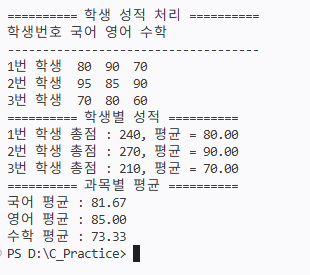 ========== 학생 성적 처리 ==========
학생번호 국어 영어 수학
------------------------------------
1번 학생  80  90  70
2번 학생  95  85  90
3번 학생  70  80  60
========== 학생별 성적 ==========
1번 학생 총점 : 240, 평균 = 80.00
2번 학생 총점 : 270, 평균 = 90.00
3번 학생 총점 : 210, 평균 = 70.00
========== 과목별 평균 ==========
국어 평균 : 81.67
영어 평균 : 85.00
수학 평균 : 73.33
PS D:\C_Practice>